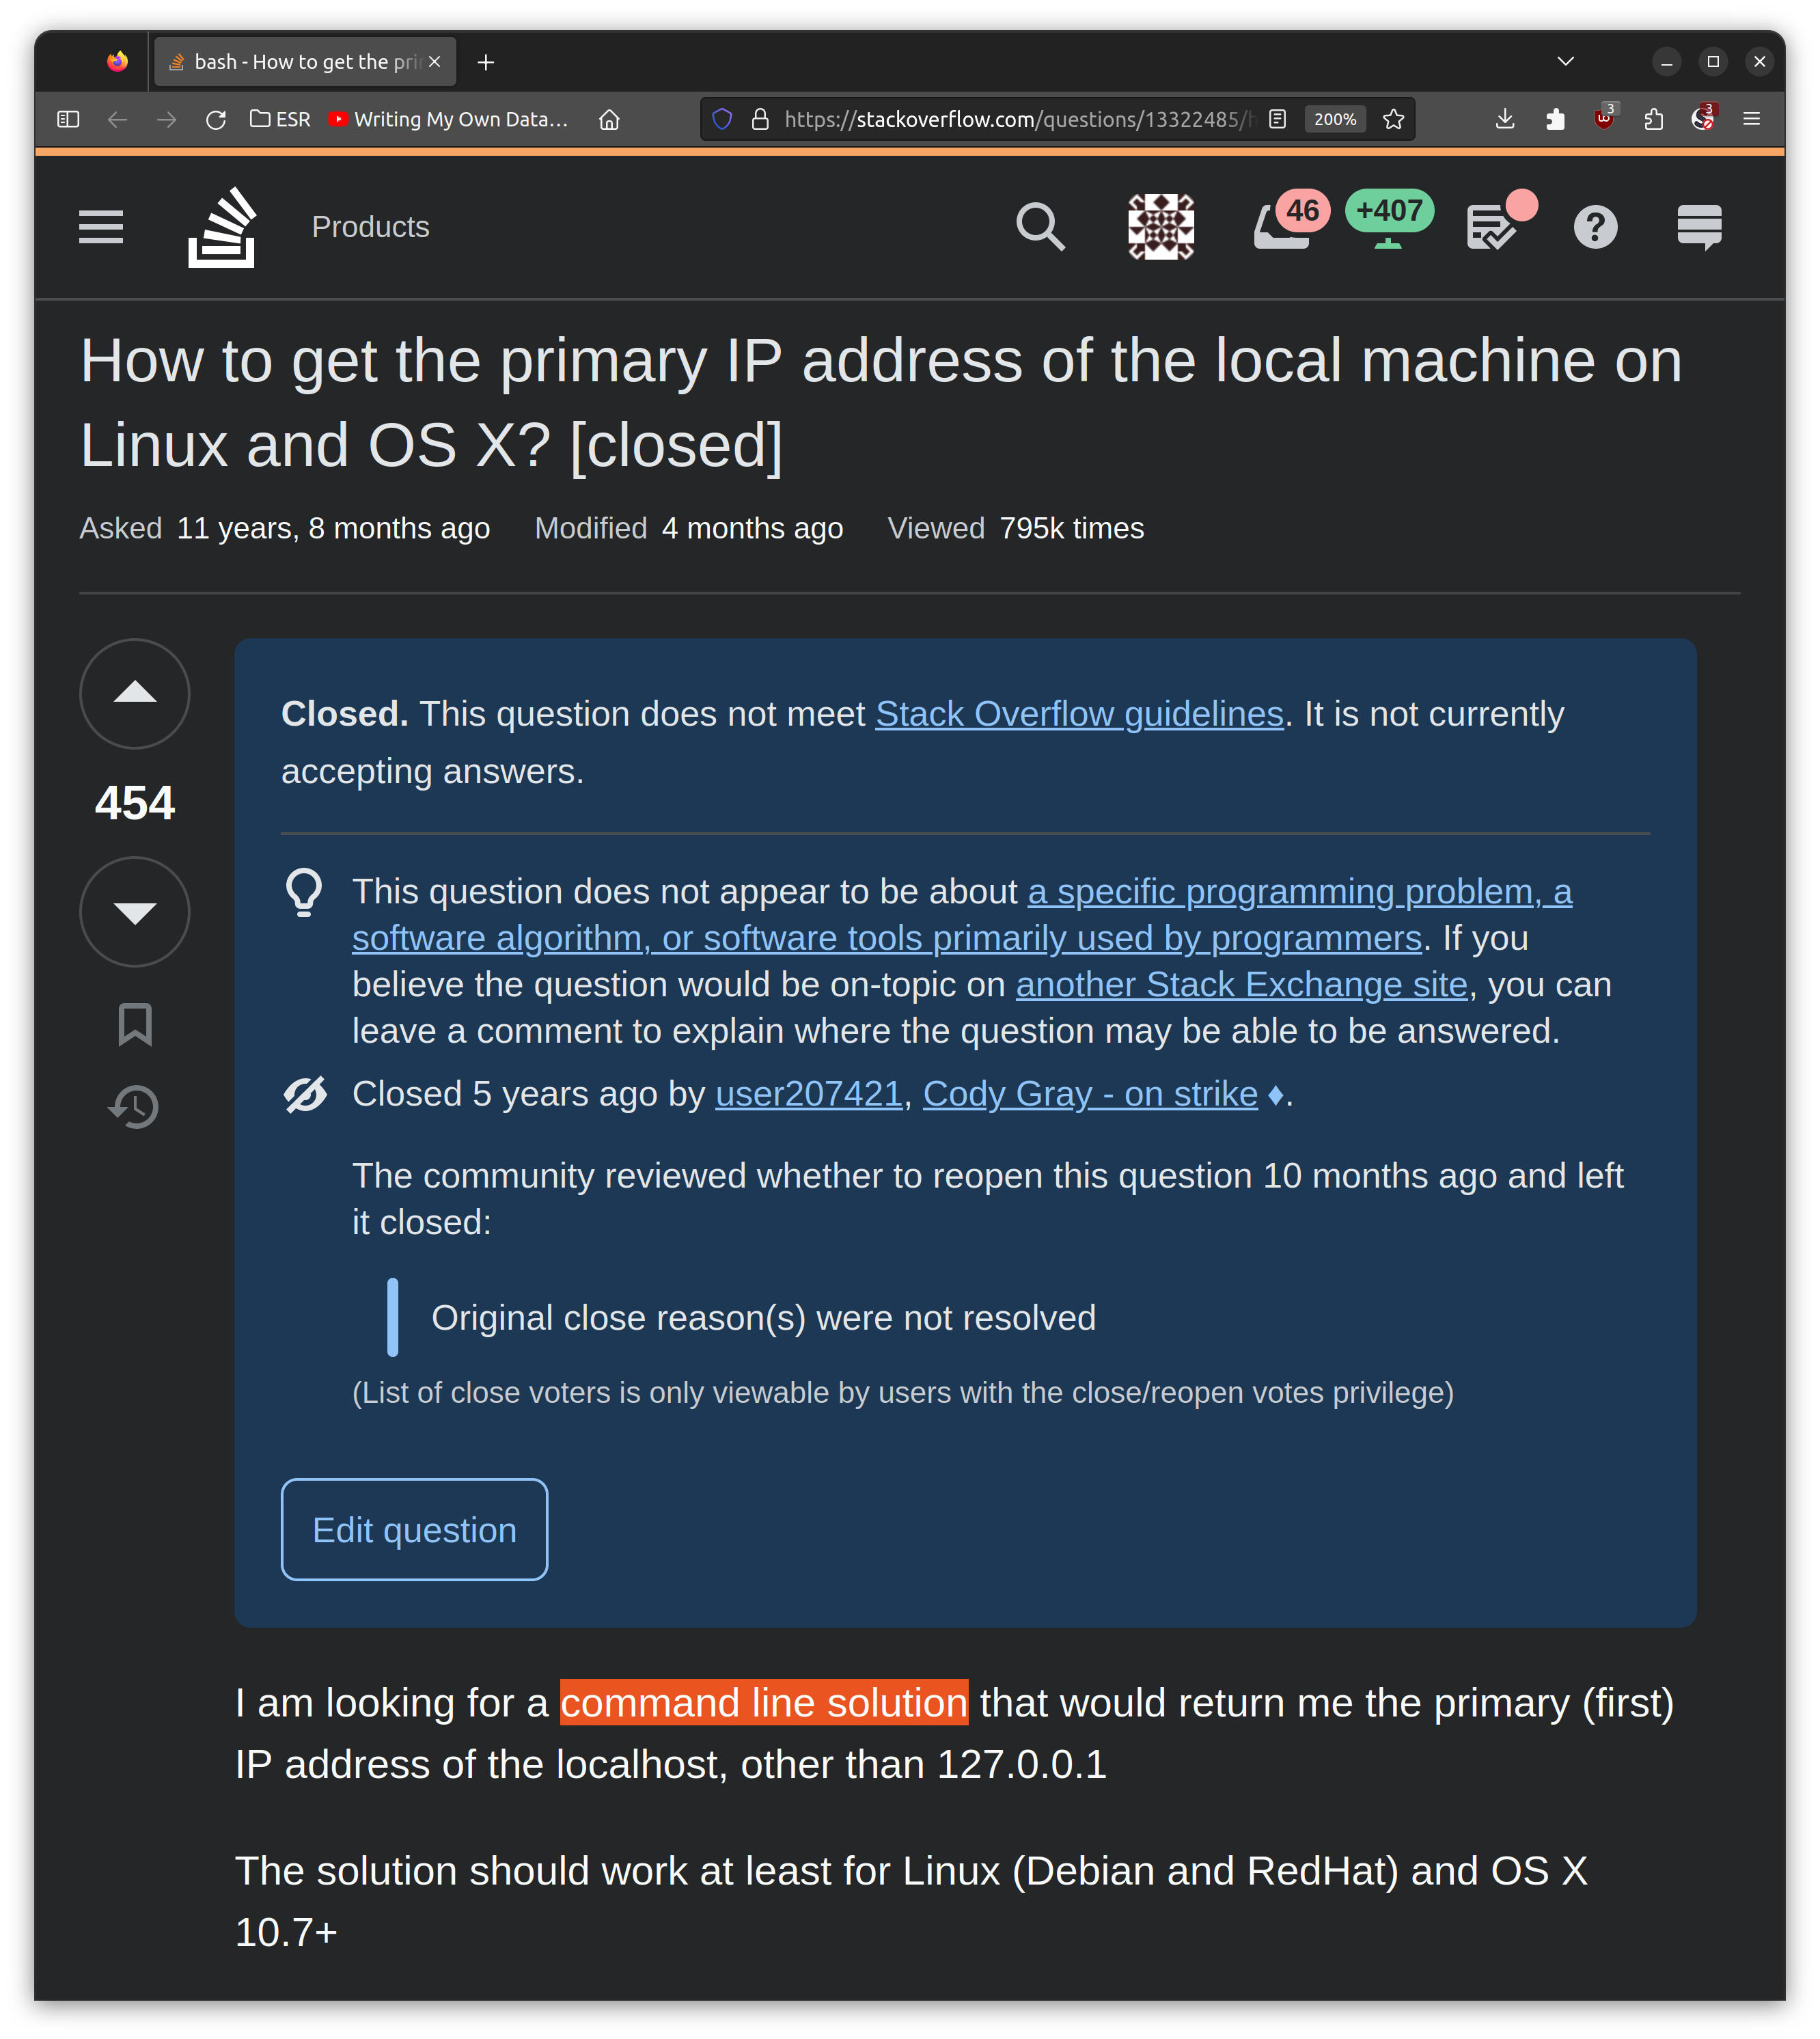 bash - How to get the pri
ESR
Writing My Own Data…
https://stackoverflow.com/questions/13322485/h
200%
3
3
Products
46
+407
How to get the primary IP address of the local machine on
Linux and OS X? [closed]
Asked 11 years, 8 months ago Modified 4 months ago Viewed 795k times
454
Closed. This question does not meet Stack Overflow guidelines. It is not currently
accepting answers.
This question does not appear to be about a specific programming problem, a
software algorithm, or software tools primarily used by programmers. If you
believe the question would be on-topic on another Stack Exchange site, you can
leave a comment to explain where the question may be able to be answered.
Closed 5 years ago by user207421, Cody Gray - on strike ♦.
The community reviewed whether to reopen this question 10 months ago and left
it closed:
Original close reason(s) were not resolved
(List of close voters is only viewable by users with the close/reopen votes privilege)
Edit question
I am looking for a command line solution that would return me the primary (first)
IP address of the localhost, other than 127.0.0.1
The solution should work at least for Linux (Debian and RedHat) and OS X
10.7+